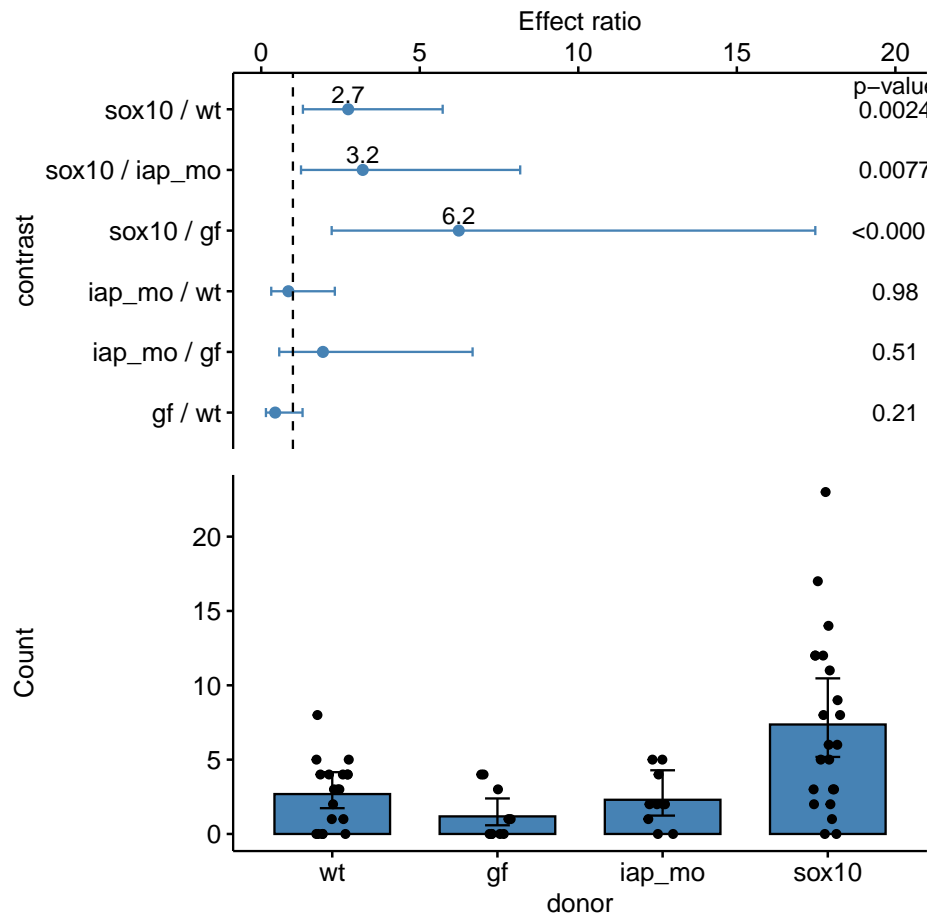 Effect ratio
0 5 10 15 20
p−value
sox10 / wt 2.7 0.0024
sox10 / iap_mo 3.2 0.0077
sox10 / gf 6.2 <0.000
iap_mo / wt 0.98
iap_mo / gf 0.51
gf / wt 0.21
contrast
20
15
10
5
0
Count
wt gf iap_mo sox10
donor